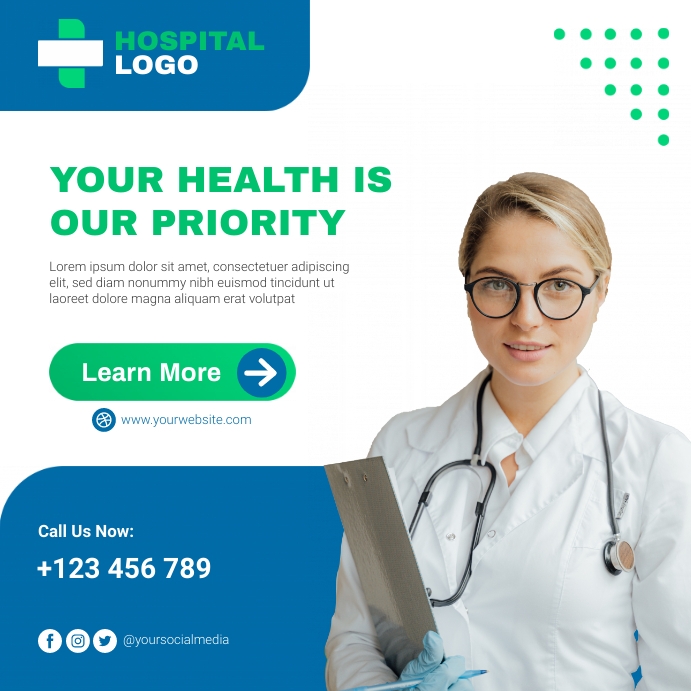 HOSPITAL
LOGO
YOUR HEALTH IS
OUR PRIORITY
Lorem ipsum dolor sit amet, consectetuer adipiscing
elit, sed diam nonummy nibh euismod tincidunt ut
laoreet dolore magna aliquam erat volutpat
Learn More
www.yourwebsite.com
Call Us Now:
+123 456 789
@yoursocialmedia